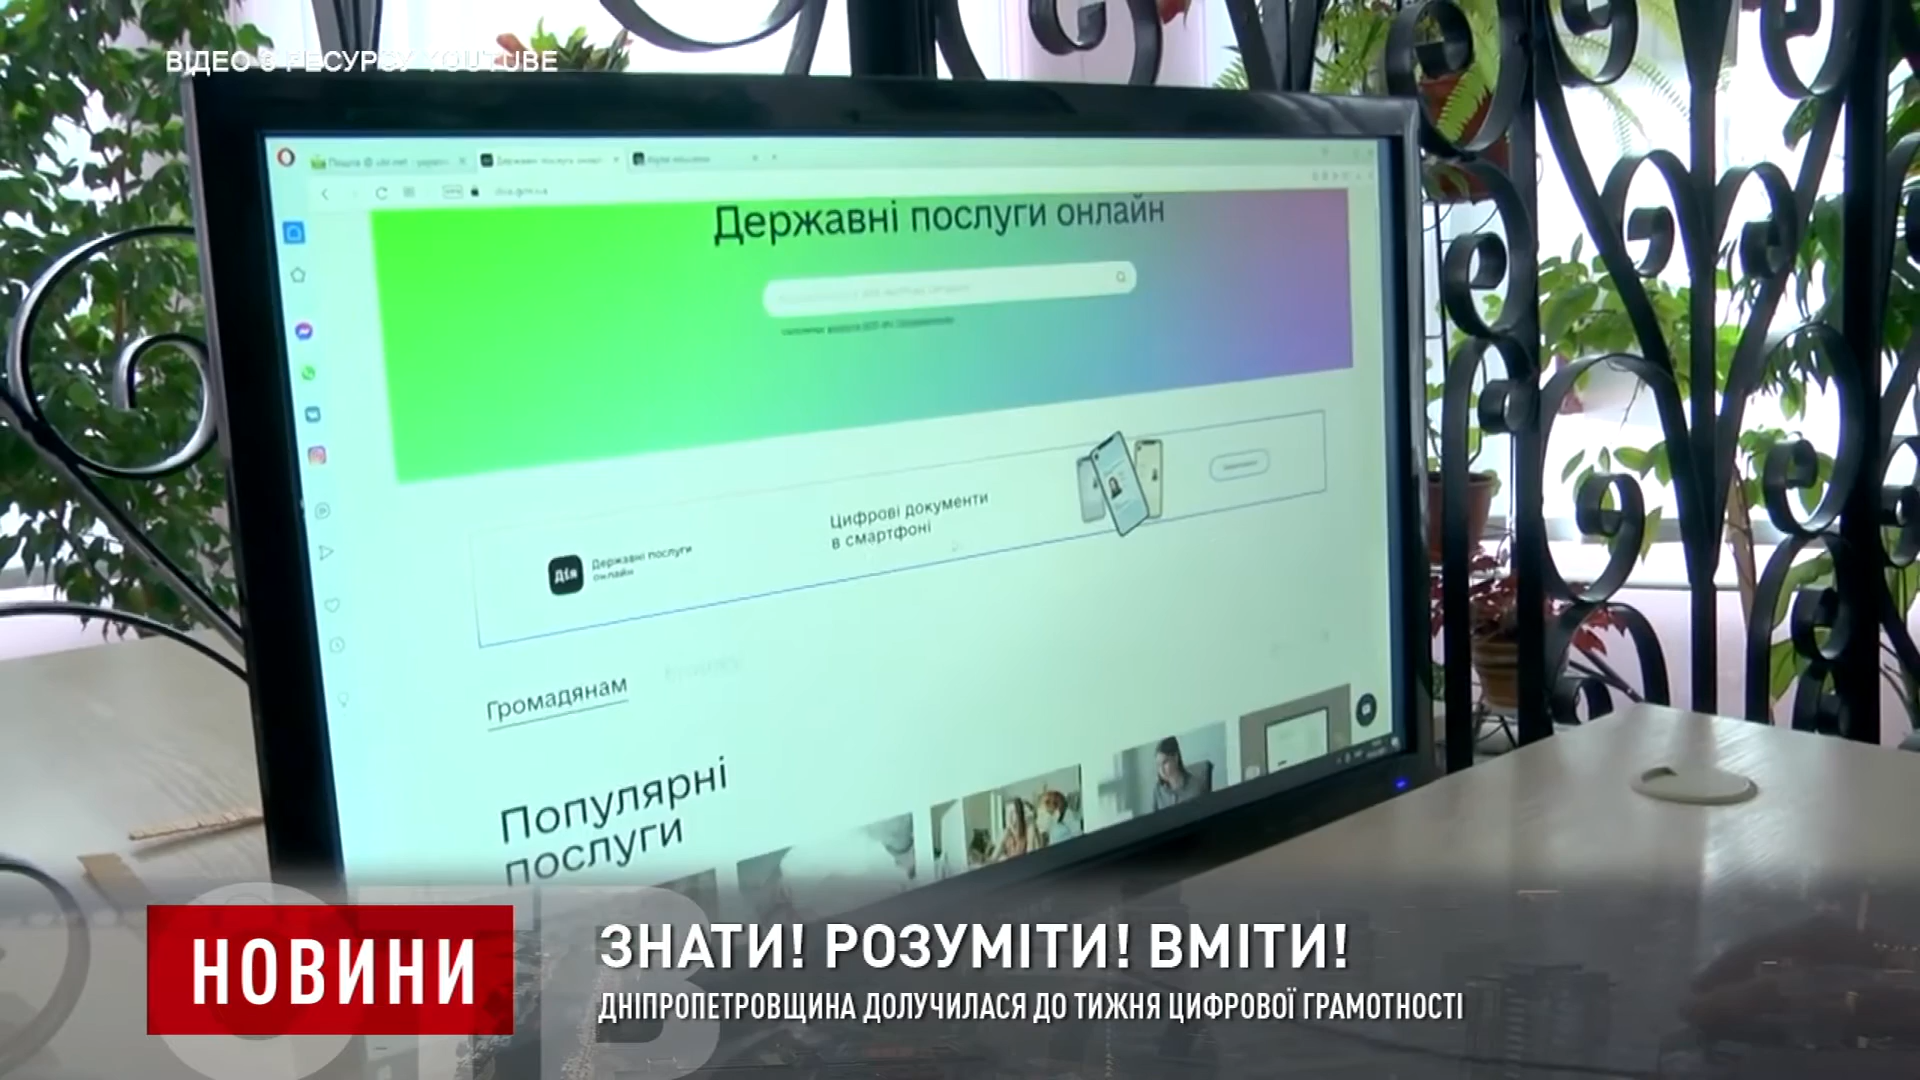 ВІДЕО З РЕСУРСУ YOUTUBE
Державні послуги онлайн
Дія
Державні послуги
онлайн
Цифрові документи
в смартфоні
Громадянам
Популярні
послуги
ОТВ
НОВИНИ
ЗНАТИ! РОЗУМІТИ! ВМІТИ!
ДНІПРОПЕТРОВЩИНА ДОЛУЧИЛАСЯ ДО ТИЖНЯ ЦИФРОВОЇ ГРАМОТНОСТІ